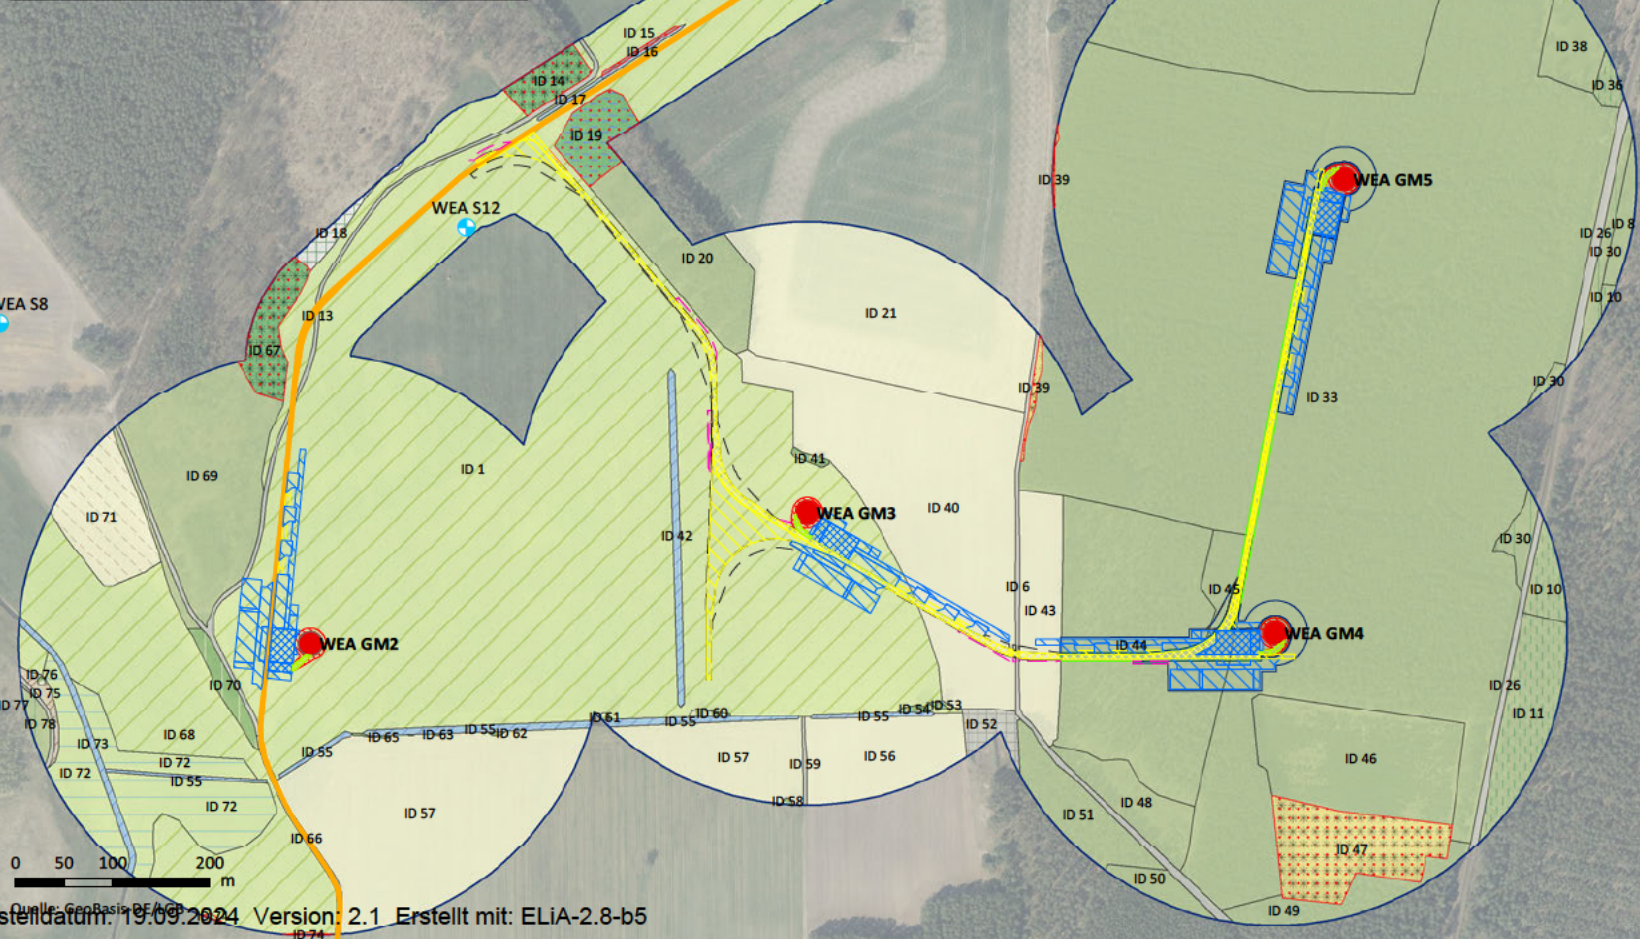 ID 15
ID 16
ID 14
ID 17
ID 19
ID 38
ID 36
ID 39
WEA GM5
WEA S12
ID 18
ID 20
ID 26
ID 8
ID 30
ID 10
WEA S8
ID 13
ID 21
ID 67
ID 39
ID 30
ID 33
ID 69
ID 1
ID 41
ID 71
ID 40
WEA GM3
ID 42
ID 30
ID 6
ID 43
ID 45
ID 10
WEA GM2
WEA GM4
ID 44
ID 76
ID 75
ID 70
ID 26
ID 77
ID 78
ID 61
ID 60
ID 55
ID 55
ID 54
ID 53
ID 52
ID 11
ID 68
ID 73
ID 65
ID 63
ID 55
ID 62
ID 55
ID 72
ID 72
ID 55
ID 57
ID 59
ID 56
ID 46
ID 72
ID 58
ID 57
ID 48
ID 51
ID 66
ID 47
0 50 100 200
m
ID 50
Quelle: GeoBasis-DE/LGB
stelldatum: 19.09.2024 Version: 2.1 Erstellt mit: ELiA-2.8-b5
ID 49
ID 74